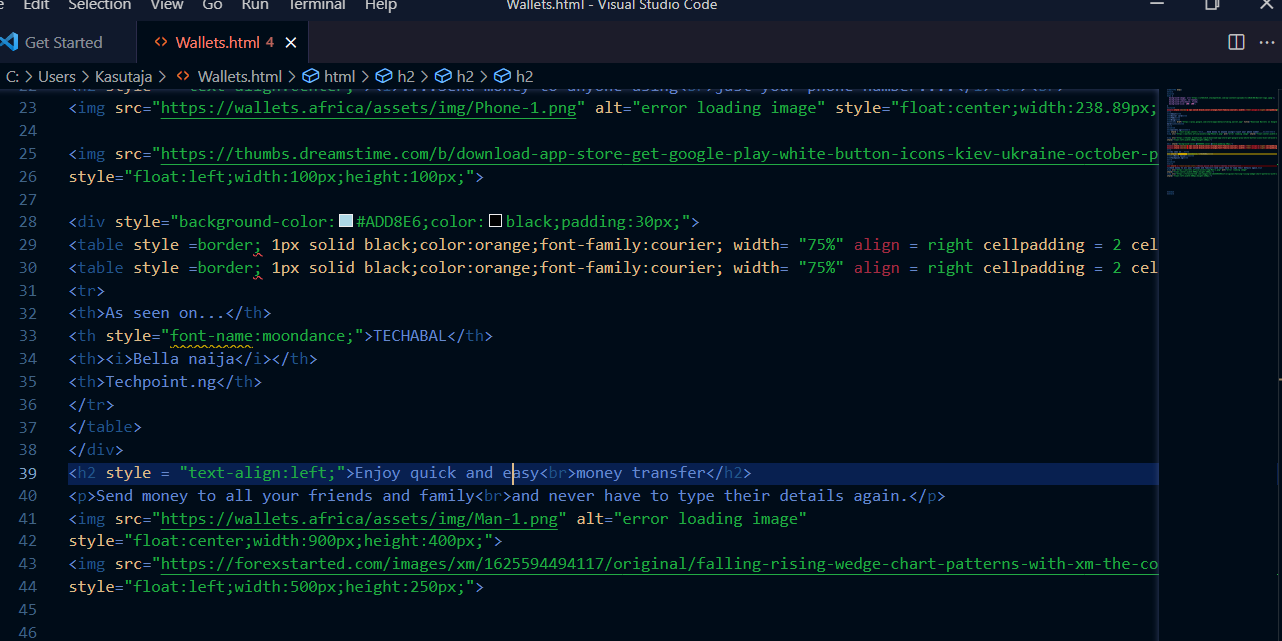 Edit Selection View Go Run Terminal Help Wallets.html - Visual Studio Code
Get Started Wallets.html 4
C: > Users > Kasutaja > Wallets.html > html > h2 > h2 > h2
23 <img src="https://wallets.africa/assets/img/Phone-1.png" alt="error loading image" style="float:center;width:238.89px;
24
25 <img src="https://thumbs.dreamstime.com/b/download-app-store-get-google-play-white-button-icons-kiev-ukraine-october-p
26 style="float:left;width:100px;height:100px;">
27
28 <div style="background-color:#ADD8E6;color:black;padding:30px;">
29 <table style =border; 1px solid black;color:orange;font-family:courier; width= "75%" align = right cellpadding = 2 cel
30 <table style =border; 1px solid black;color:orange;font-family:courier; width= "75%" align = right cellpadding = 2 cel
31 <tr>
32 <th>As seen on...</th>
33 <th style="font-name:moondance;">TECHABAL</th>
34 <th><i>Bella naija</i></th>
35 <th>Techpoint.ng</th>
36 </tr>
37 </table>
38 </div>
39 <h2 style = "text-align:left;">Enjoy quick and easy<br>money transfer</h2>
40 <p>Send money to all your friends and family<br>and never have to type their details again.</p>
41 <img src="https://wallets.africa/assets/img/Man-1.png" alt="error loading image"
42 style="float:center;width:900px;height:400px;">
43 <img src="https://forexstarted.com/images/xm/1625594494117/original/falling-rising-wedge-chart-patterns-with-xm-the-co
44 style="float:left;width:500px;height:250px;">
45
46